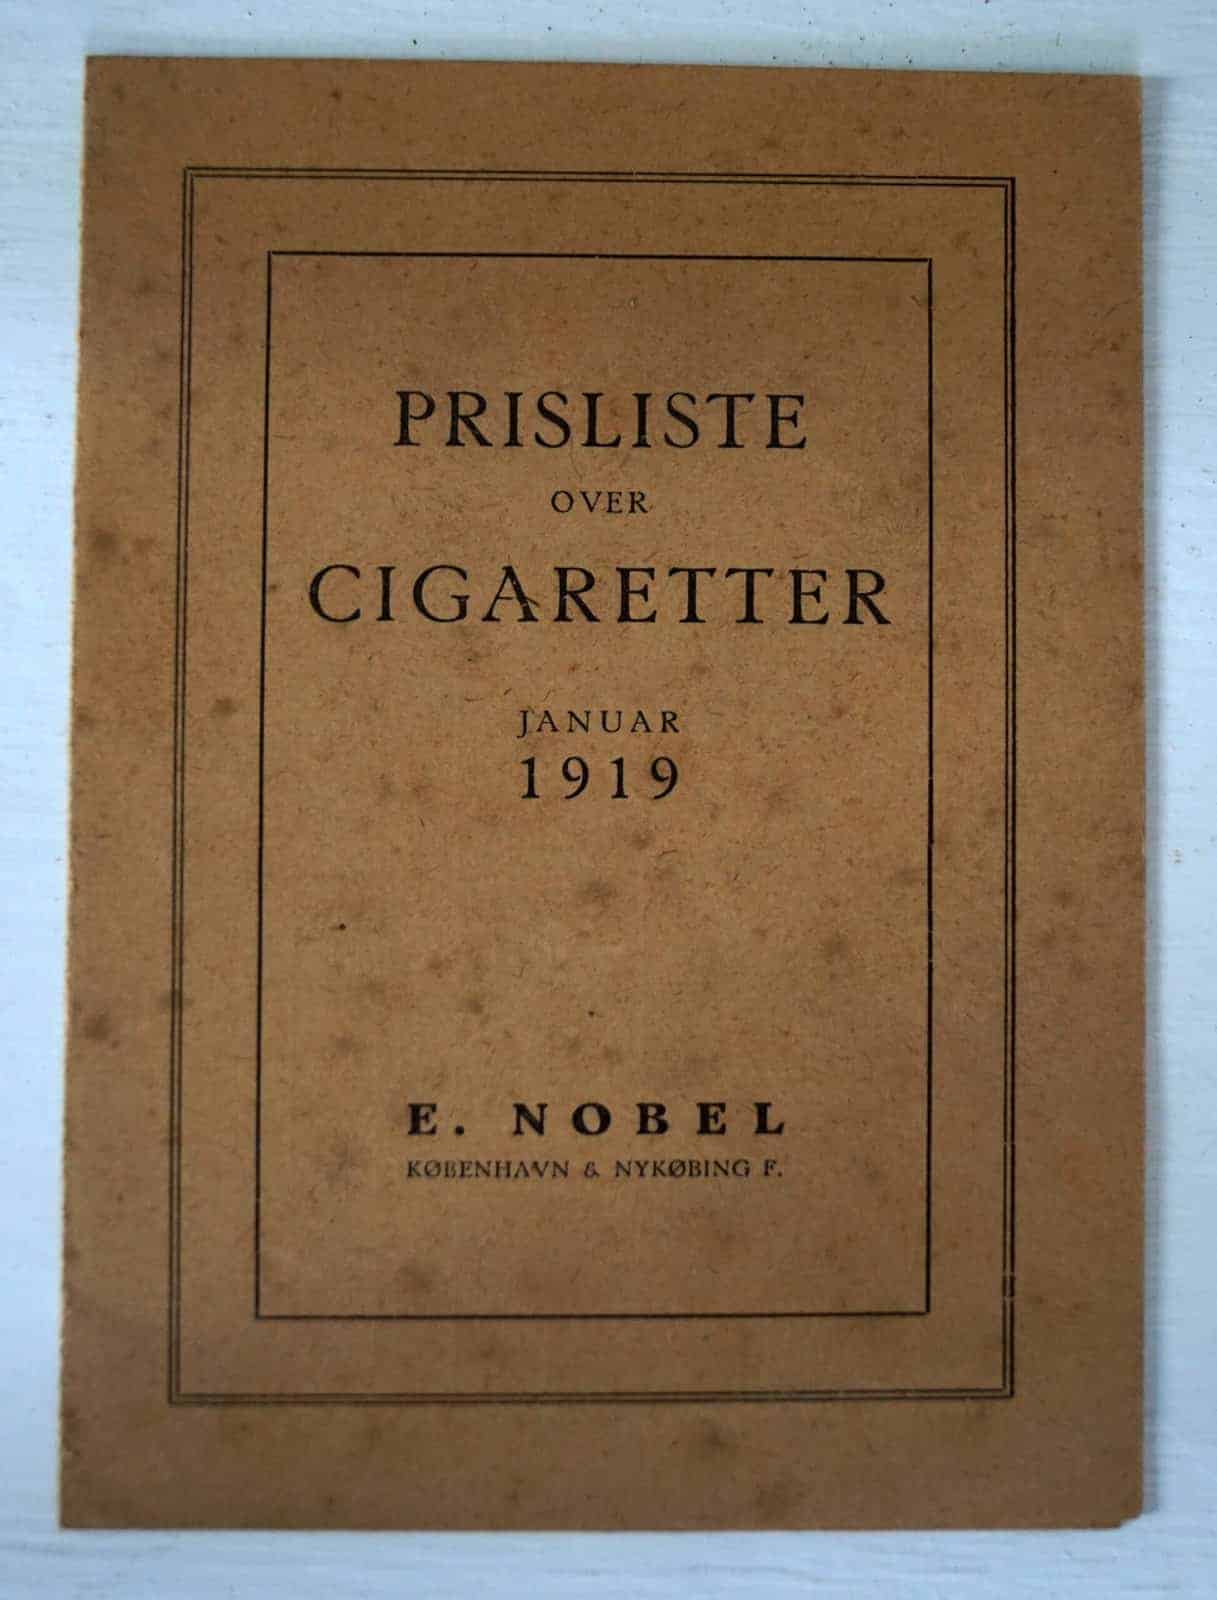 PRISLISTE
OVER
CIGARETTER
JANUAR
1919
E. NOBEL
KØBENHAVN & NYKØBING F.